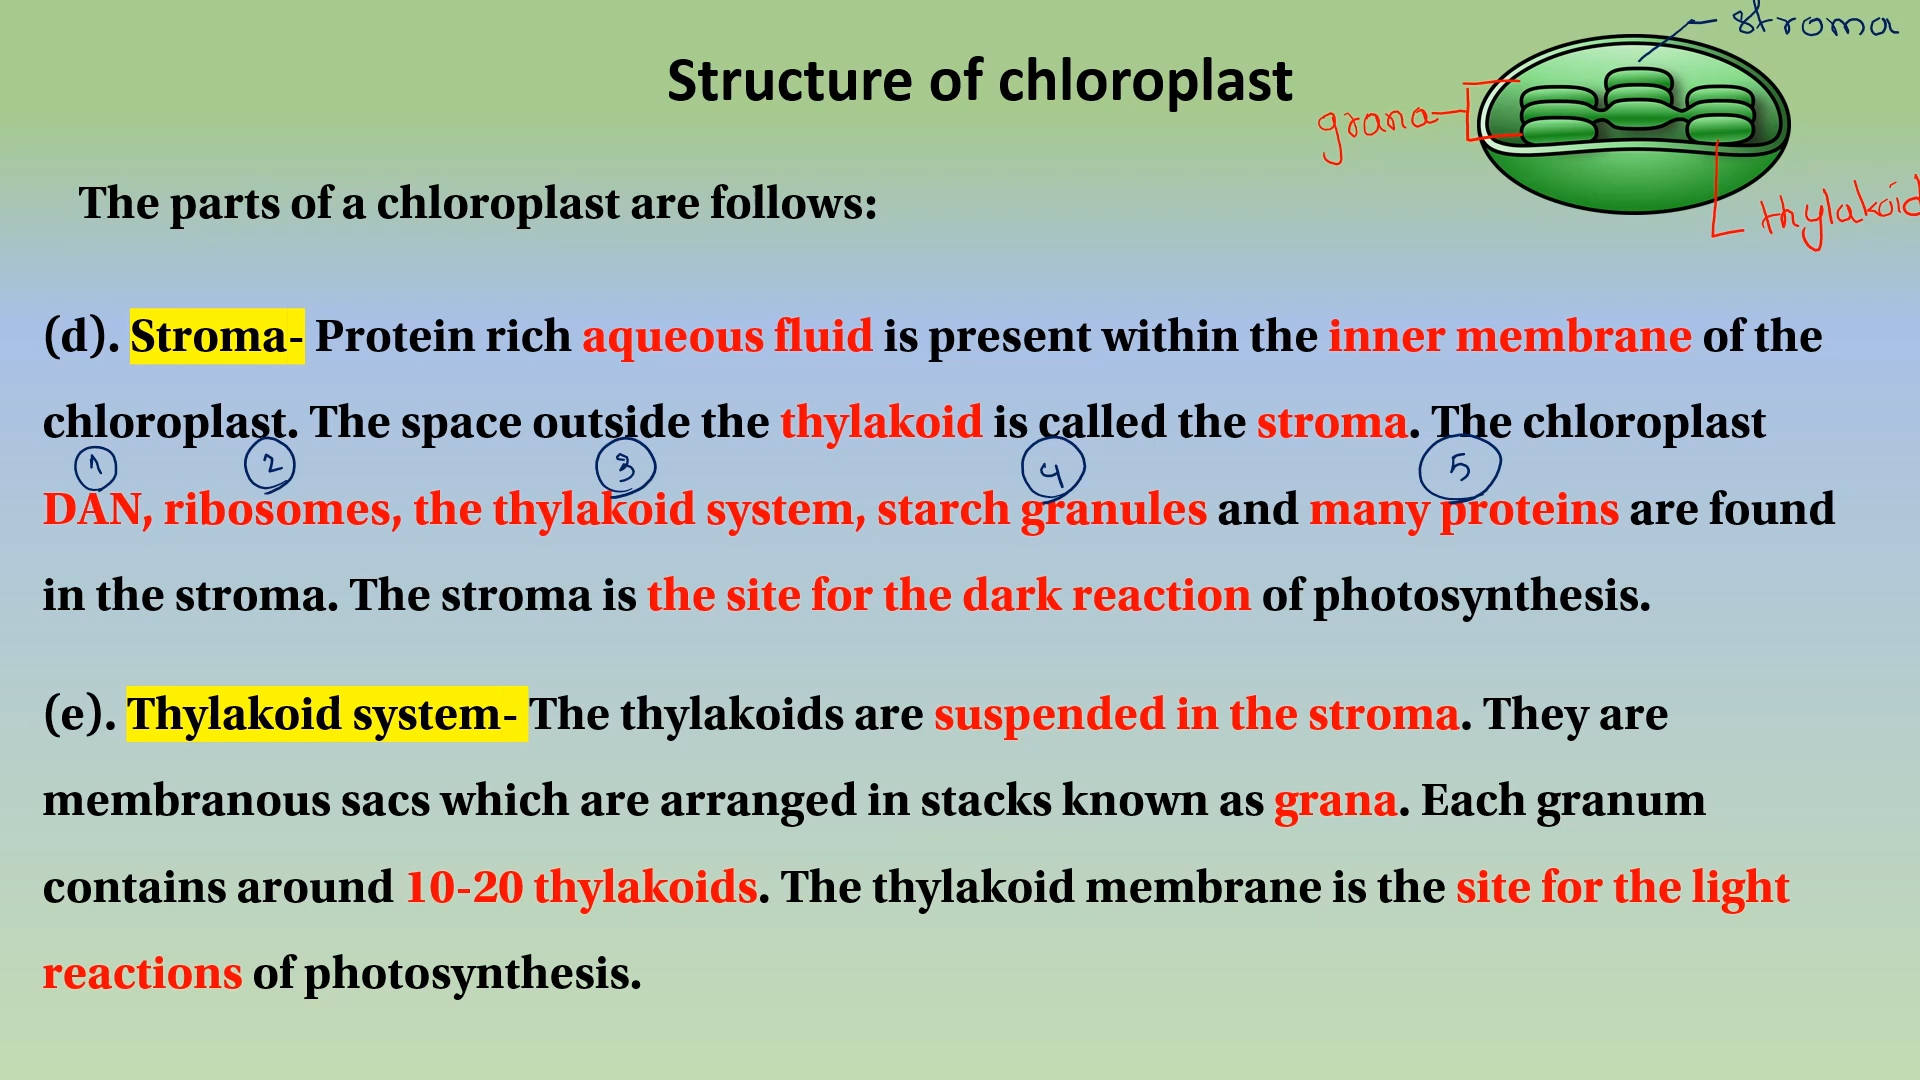 stroma
Structure of chloroplast
grana
The parts of a chloroplast are follows:
thylakoid
(d). Stroma- Protein rich aqueous fluid is present within the inner membrane of the
chloroplast. The space outside the thylakoid is called the stroma. The chloroplast
1 2 3 4 5
DAN, ribosomes, the thylakoid system, starch granules and many proteins are found
in the stroma. The stroma is the site for the dark reaction of photosynthesis.
(e). Thylakoid system- The thylakoids are suspended in the stroma. They are
membranous sacs which are arranged in stacks known as grana. Each granum
contains around 10-20 thylakoids. The thylakoid membrane is the site for the light
reactions of photosynthesis.